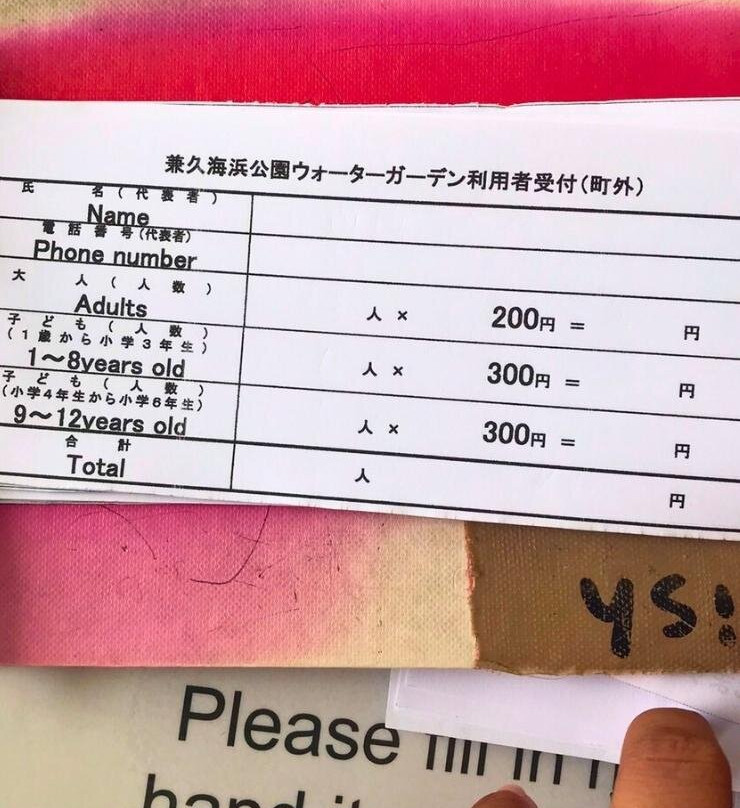 兼久海浜公園ウォーターガーデン利用者受付(町外)
氏 名(代表者)
Name
電話番号(代表者)
Phone number
大 人(人数)
Adults
人 × 200円 = 円
子ども(人数)
(1歳から小学3年生)
1～8years old
人 × 300円 = 円
子ども(人数)
(小学4年生から小学6年生)
9～12years old
人 × 300円 = 円
合 計
Total
人 円
Please fill in
hand it